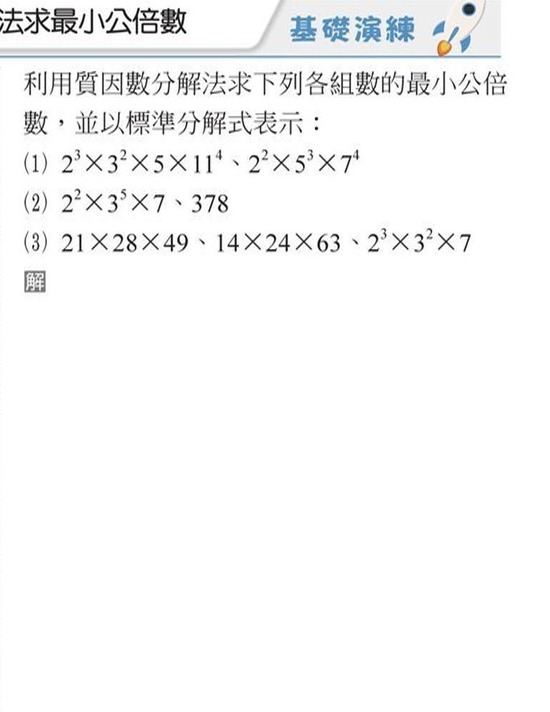 法求最小公倍數
基礎演練
利用質因數分解法求下列各組數的最小公倍
數，並以標準分解式表示：
⑴ 2³×3²×5×11⁴、2²×5³×7⁴
⑵ 2²×3⁵×7、378
⑶ 21×28×49、14×24×63、2³×3²×7
解